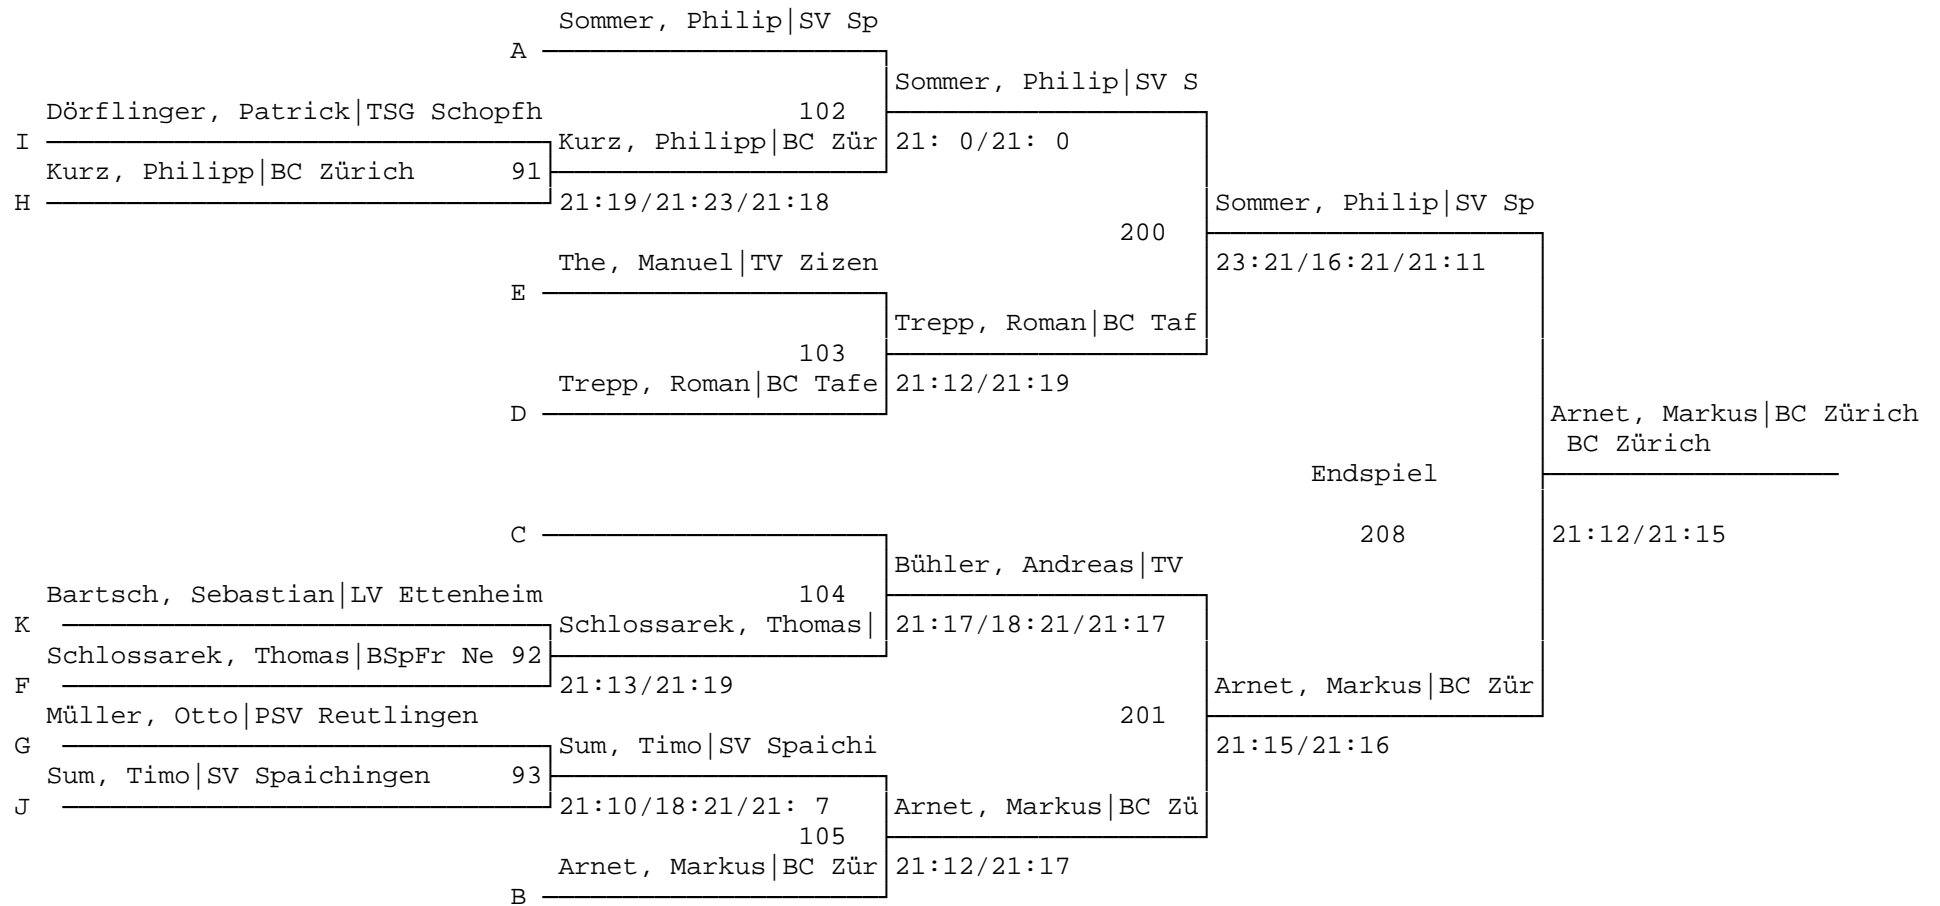 Sommer, Philip|SV Sp
A
Sommer, Philip|SV S
Dörflinger, Patrick|TSG Schopfh 102
I Kurz, Philipp|BC Zür 21: 0/21: 0
Kurz, Philipp|BC Zürich 91
H 21:19/21:23/21:18 Sommer, Philip|SV Sp
200
The, Manuel|TV Zizen 23:21/16:21/21:11
E
Trepp, Roman|BC Taf
103
Trepp, Roman|BC Tafe 21:12/21:19
D Arnet, Markus|BC Zürich
BC Zürich
Endspiel
C 208 21:12/21:15
Bühler, Andreas|TV
Bartsch, Sebastian|LV Ettenheim 104
K Schlossarek, Thomas| 21:17/18:21/21:17
Schlossarek, Thomas|BSpFr Ne 92
F 21:13/21:19 Arnet, Markus|BC Zür
Müller, Otto|PSV Reutlingen 201
G Sum, Timo|SV Spaichi 21:15/21:16
Sum, Timo|SV Spaichingen 93
J 21:10/18:21/21: 7 Arnet, Markus|BC Zü
105
Arnet, Markus|BC Zür 21:12/21:17
B